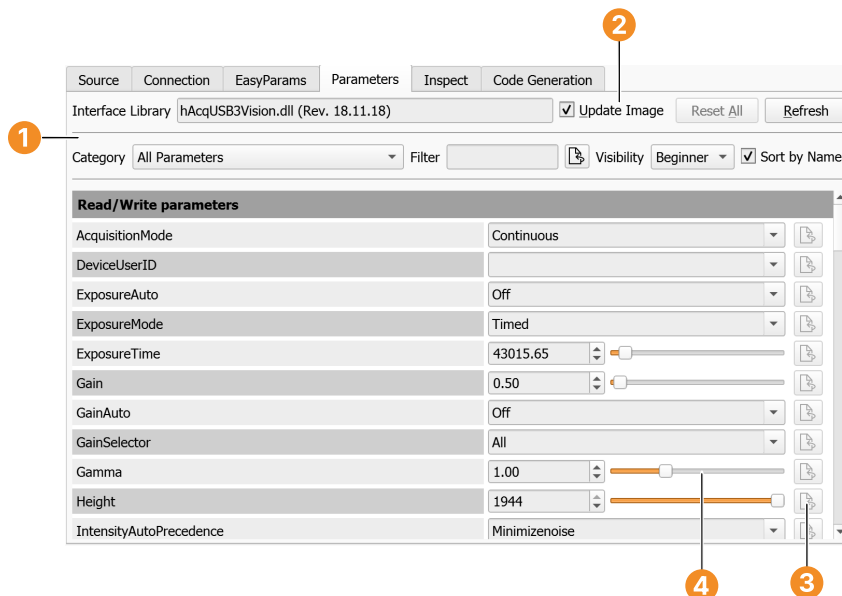 2
Source Connection EasyParams Parameters Inspect Code Generation
Interface Library hAcqUSB3Vision.dll (Rev. 18.11.18) Update Image Reset All Refresh
1
Category All Parameters Filter Visibility Beginner Sort by Name
Read/Write parameters
AcquisitionMode Continuous
DeviceUserID
ExposureAuto Off
ExposureMode Timed
ExposureTime 43015.65
Gain 0.50
GainAuto Off
GainSelector All
Gamma 1.00
Height 1944
IntensityAutoPrecedence Minimizenoise
4 3